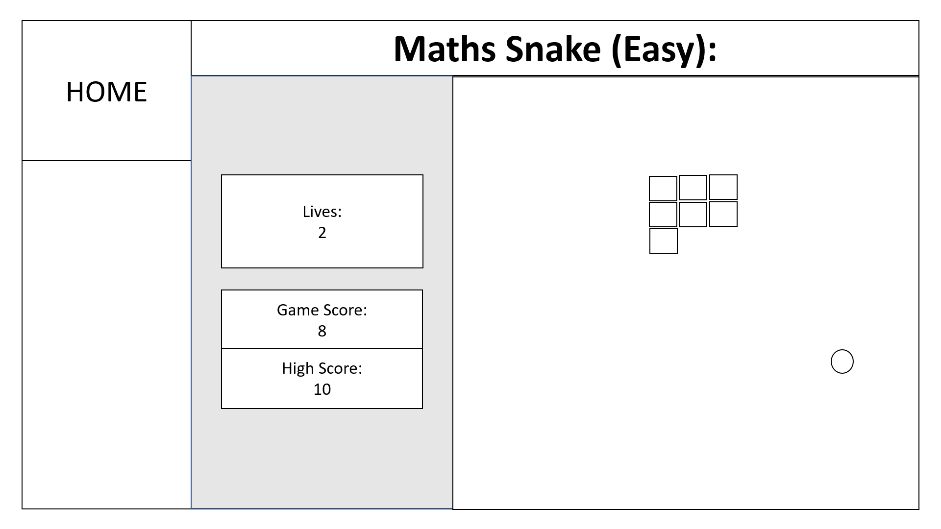 Maths Snake (Easy):
HOME
Lives:
2
Game Score:
8
High Score:
10